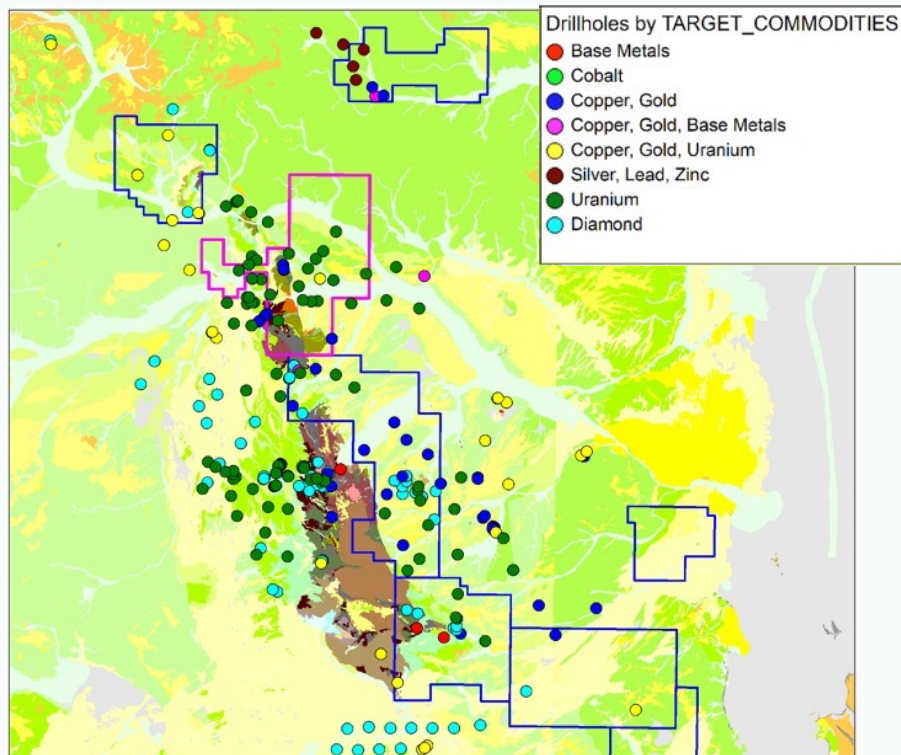 Drillholes by TARGET_COMMODITIES
Base Metals
Cobalt
Copper, Gold
Copper, Gold, Base Metals
Copper, Gold, Uranium
Silver, Lead, Zinc
Uranium
Diamond